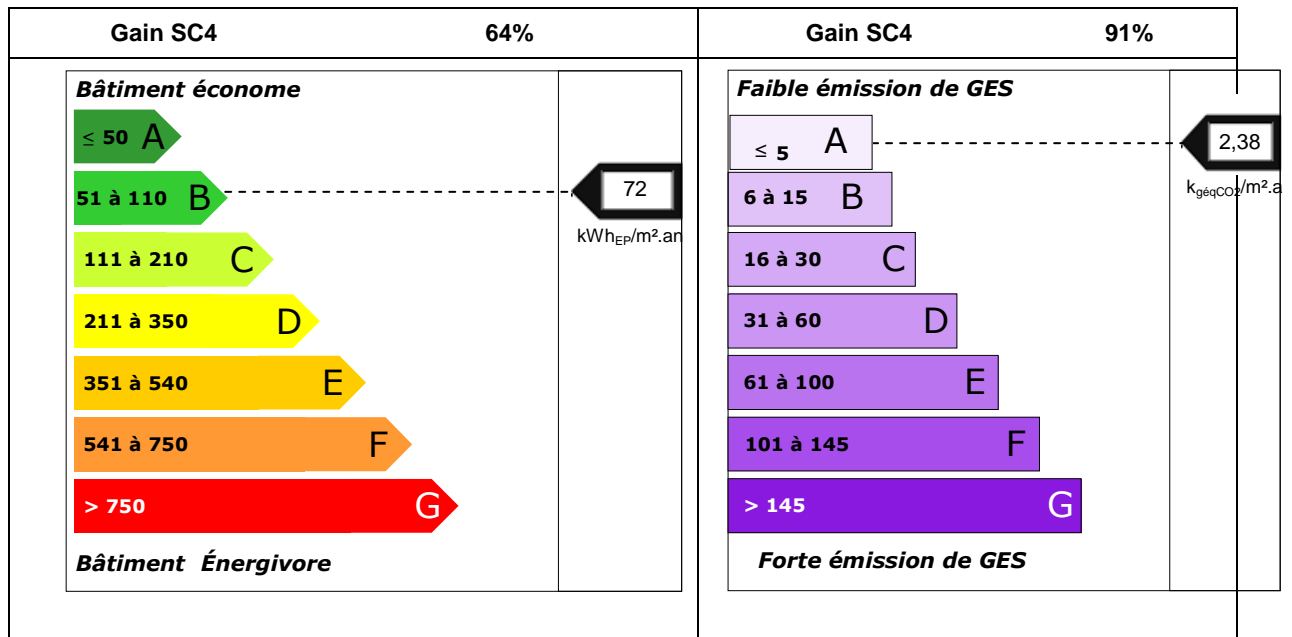 Gain SC4 64%
Bâtiment économe
≤ 50 A
51 à 110 B
72
kWhEP/m².an
111 à 210 C
211 à 350 D
351 à 540 E
541 à 750 F
> 750 G
Bâtiment Énergivore
Gain SC4 91%
Faible émission de GES
≤ 5 A
2,38
kgéqCO2/m².a
6 à 15 B
16 à 30 C
31 à 60 D
61 à 100 E
101 à 145 F
> 145 G
Forte émission de GES